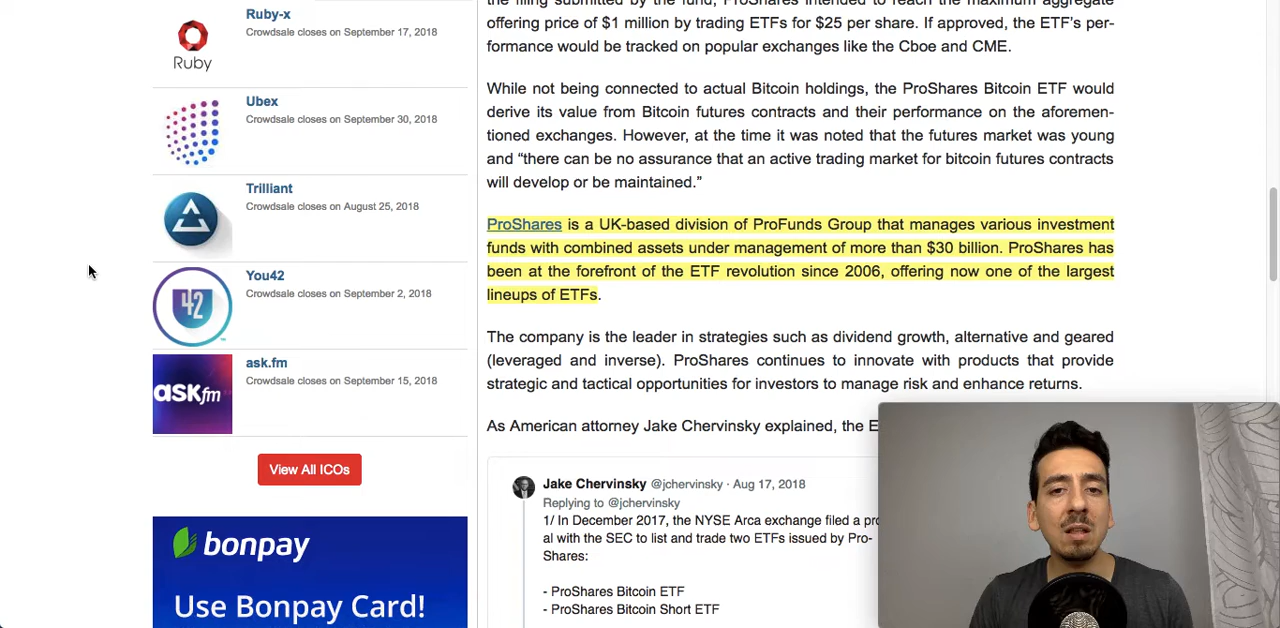 Ruby-x
Crowdsale closes on September 17, 2018
Ruby
Ubex
Crowdsale closes on September 30, 2018
Trilliant
Crowdsale closes on August 25, 2018
You42
Crowdsale closes on September 2, 2018
42
ask.fm
Crowdsale closes on September 15, 2018
ASKfm
View All ICOs
bonpay
Use Bonpay Card!
the filing submitted by the fund, ProShares intended to reach the maximum aggregate
offering price of $1 million by trading ETFs for $25 per share. If approved, the ETF’s per-
formance would be tracked on popular exchanges like the Cboe and CME.
While not being connected to actual Bitcoin holdings, the ProShares Bitcoin ETF would
derive its value from Bitcoin futures contracts and their performance on the aforemen-
tioned exchanges. However, at the time it was noted that the futures market was young
and “there can be no assurance that an active trading market for bitcoin futures contracts
will develop or be maintained.”
ProShares is a UK-based division of ProFunds Group that manages various investment
funds with combined assets under management of more than $30 billion. ProShares has
been at the forefront of the ETF revolution since 2006, offering now one of the largest
lineups of ETFs.
The company is the leader in strategies such as dividend growth, alternative and geared
(leveraged and inverse). ProShares continues to innovate with products that provide
strategic and tactical opportunities for investors to manage risk and enhance returns.
As American attorney Jake Chervinsky explained, the E
Jake Chervinsky @jchervinsky · Aug 17, 2018
Replying to @jchervinsky
1/ In December 2017, the NYSE Arca exchange filed a pro
al with the SEC to list and trade two ETFs issued by Pro-
Shares:
- ProShares Bitcoin ETF
- ProShares Bitcoin Short ETF